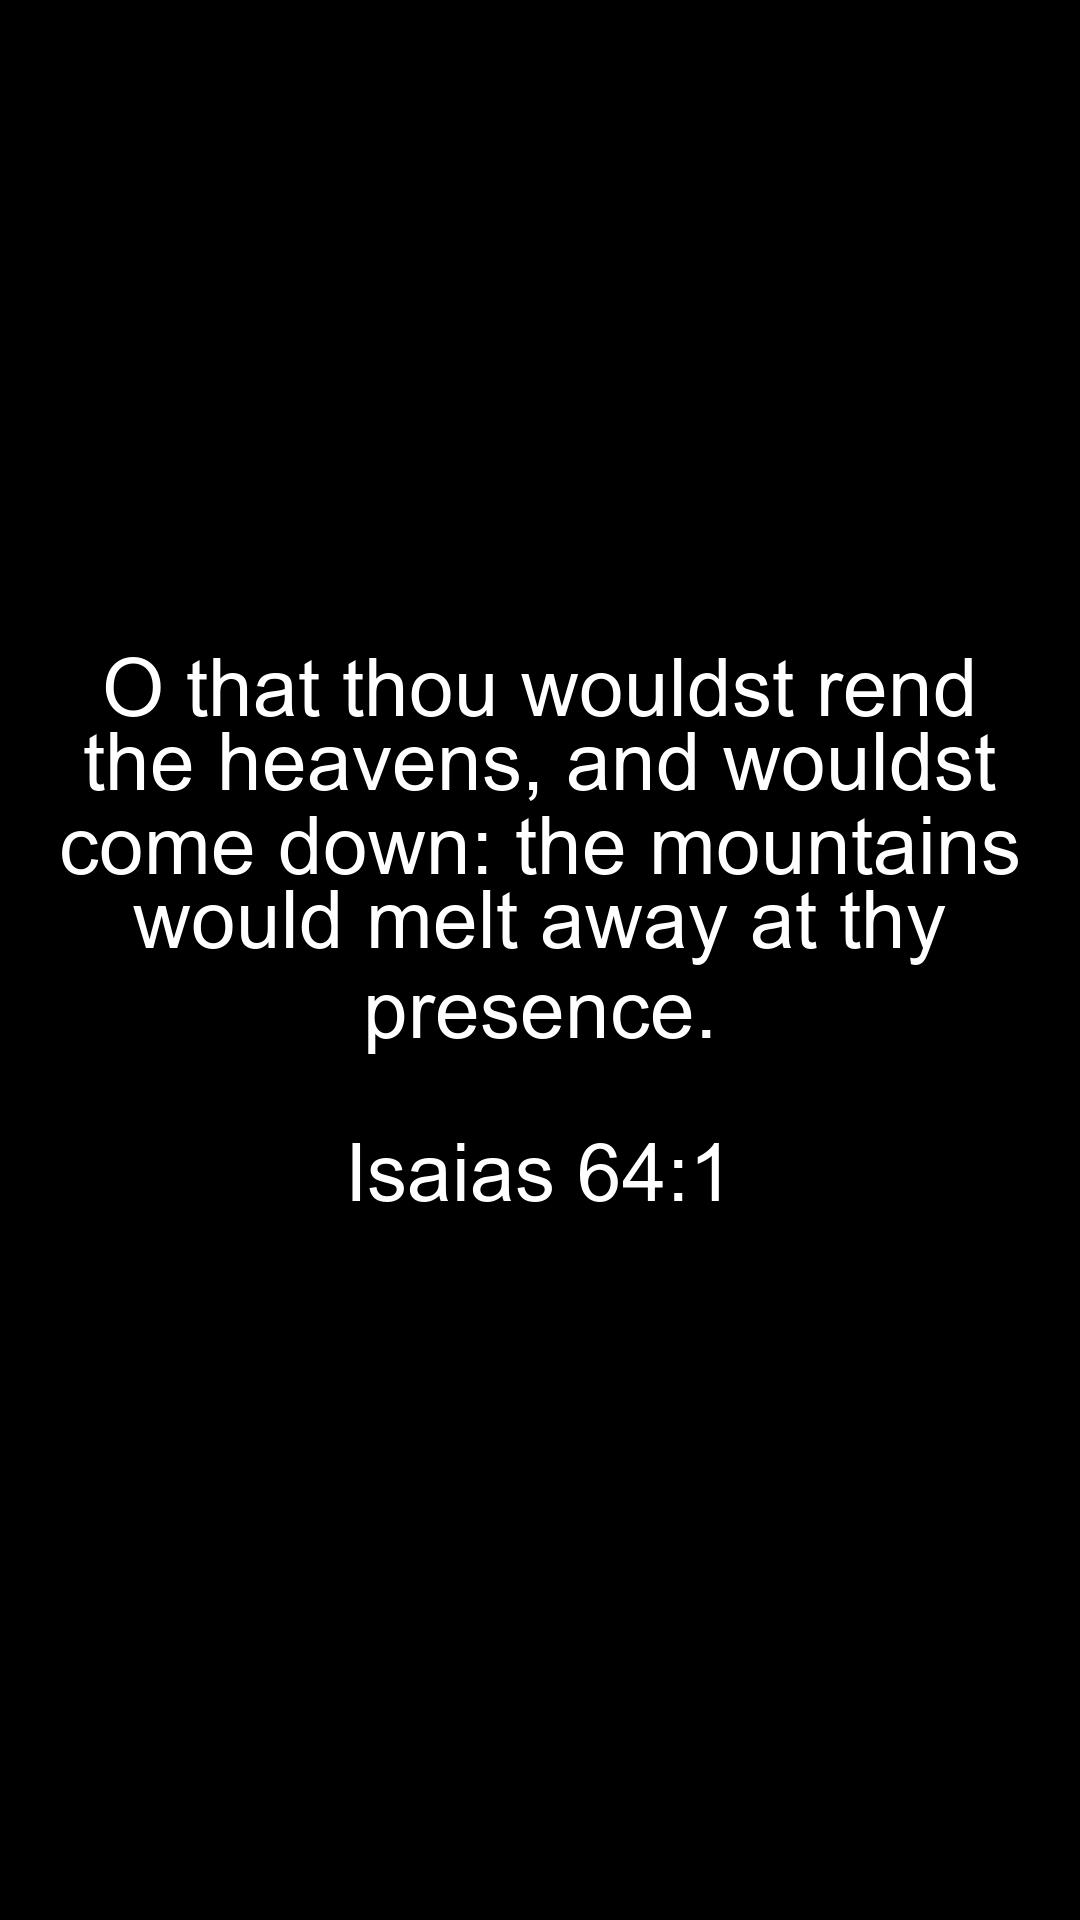 O that thou wouldst rend
the heavens, and wouldst
come down: the mountains
would melt away at thy
presence.
Isaias 64:1